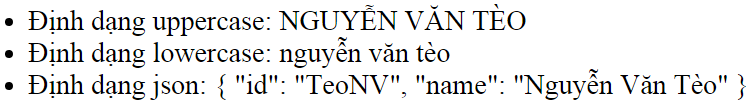 • Định dạng uppercase: NGUYỄN VĂN TÈO
• Định dạng lowercase: nguyễn văn tèo
• Định dạng json: { "id": "TeoNV", "name": "Nguyễn Văn Tèo" }